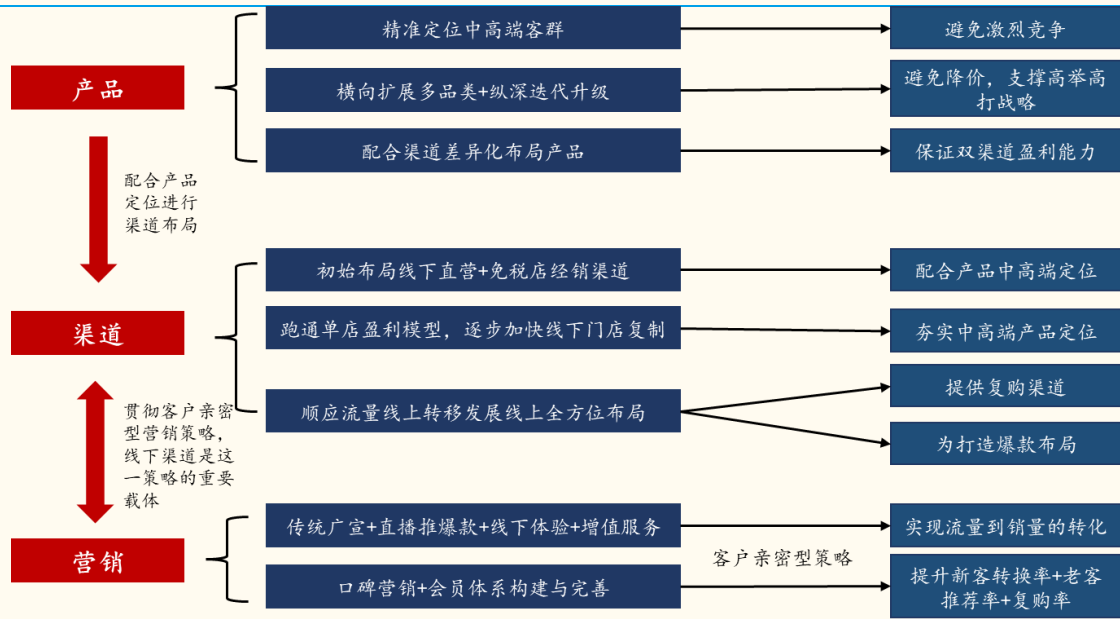 产品
精准定位中高端客群
避免激烈竞争
横向扩展多品类+纵深迭代升级
避免降价，支撑高举高
打战略
配合渠道差异化布局产品
保证双渠道盈利能力
配合产品
定位进行
渠道布局
渠道
初始布局线下直营+免税店经销渠道
配合产品中高端定位
跑通单店盈利模型，逐步加快线下门店复制
夯实中高端产品定位
顺应流量线上转移发展线上全方位布局
提供复购渠道
为打造爆款布局
贯彻客户亲密
型营销策略，
线下渠道是这
一策略的重要
载体
营销
传统广宣+直播推爆款+线下体验+增值服务
实现流量到销量的转化
客户亲密型策略
口碑营销+会员体系构建与完善
提升新客转换率+老客
推荐率+复购率